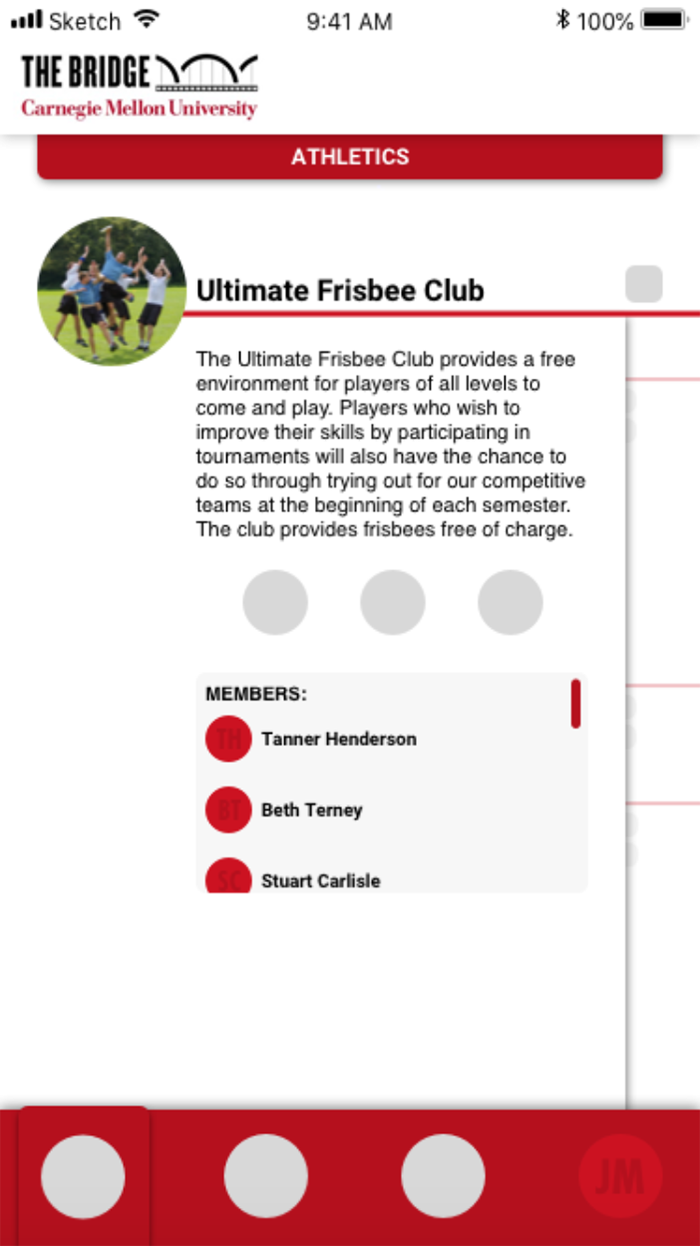 Sketch 9:41 AM 100%
THE BRIDGE
Carnegie Mellon University
ATHLETICS
Ultimate Frisbee Club
The Ultimate Frisbee Club provides a free
environment for players of all levels to
come and play. Players who wish to
improve their skills by participating in
tournaments will also have the chance to
do so through trying out for our competitive
teams at the beginning of each semester.
The club provides frisbees free of charge.
MEMBERS:
TH Tanner Henderson
BT Beth Terney
SC Stuart Carlisle
JM